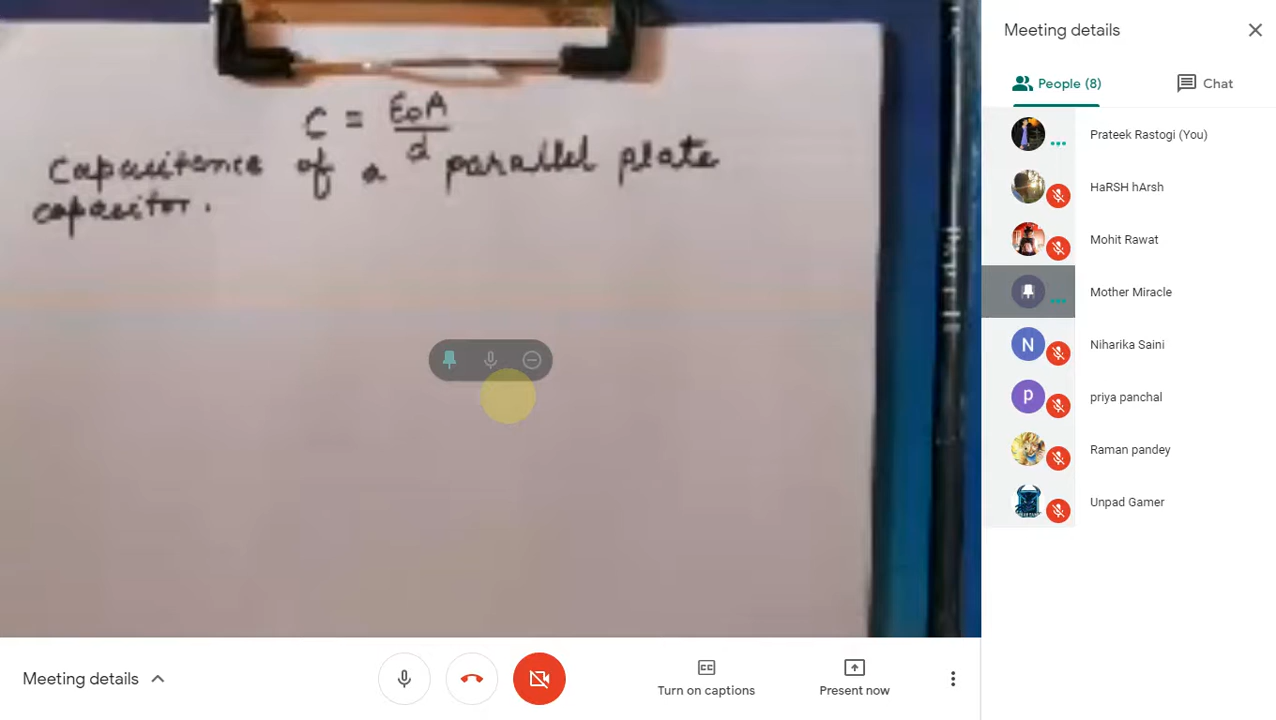 Meeting details
People (8)
Chat
Prateek Rastogi (You)
HaRSH hArsh
Mohit Rawat
Mother Miracle
N
Niharika Saini
p
priya panchal
Raman pandey
Unpad Gamer
C = ε₀A/d
Capacitance of a parallel plate
capacitor.
Meeting details
CC
Turn on captions
Present now